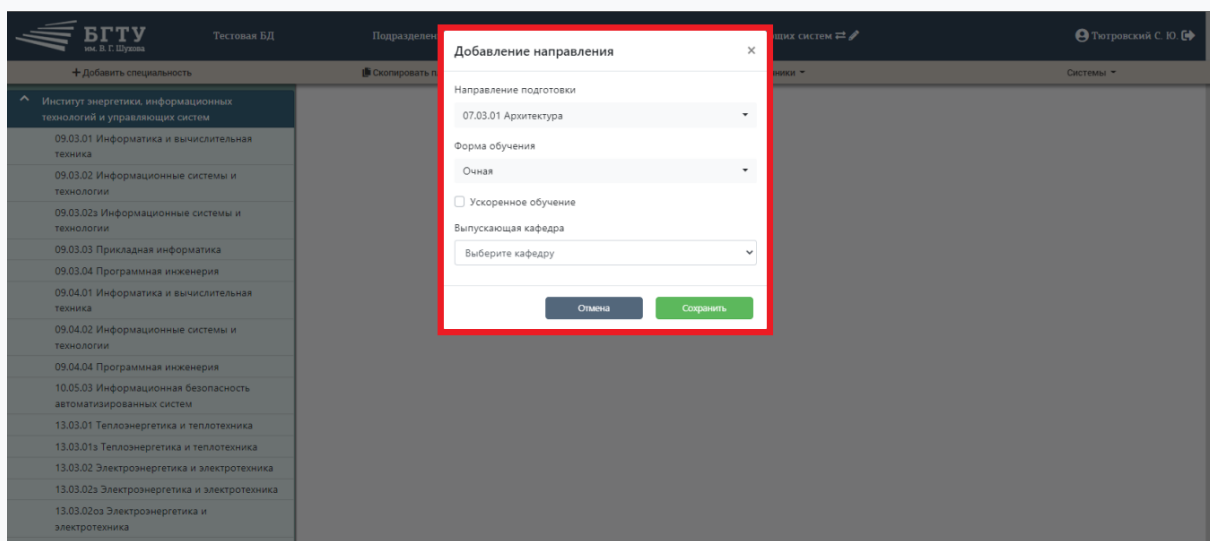 БГТУ
им. В. Г. Шухова
Тестовая БД
Подразделен
ющих систем
Тютровский С. Ю.
+ Добавить специальность
Скопировать п
Системы
Институт энергетики, информационных
технологий и управляющих систем
09.03.01 Информатика и вычислительная
техника
09.03.02 Информационные системы и
технологии
09.03.02з Информационные системы и
технологии
09.03.03 Прикладная информатика
09.03.04 Программная инженерия
09.04.01 Информатика и вычислительная
техника
09.04.02 Информационные системы и
технологии
09.04.04 Программная инженерия
10.05.03 Информационная безопасность
автоматизированных систем
13.03.01 Теплоэнергетика и теплотехника
13.03.01з Теплоэнергетика и теплотехника
13.03.02 Электроэнергетика и электротехника
13.03.02з Электроэнергетика и электротехника
13.03.02оз Электроэнергетика и
электротехника
Добавление направления
×
Направление подготовки
07.03.01 Архитектура
Форма обучения
Очная
Ускоренное обучение
Выпускающая кафедра
Выберите кафедру
Отмена
Сохранить